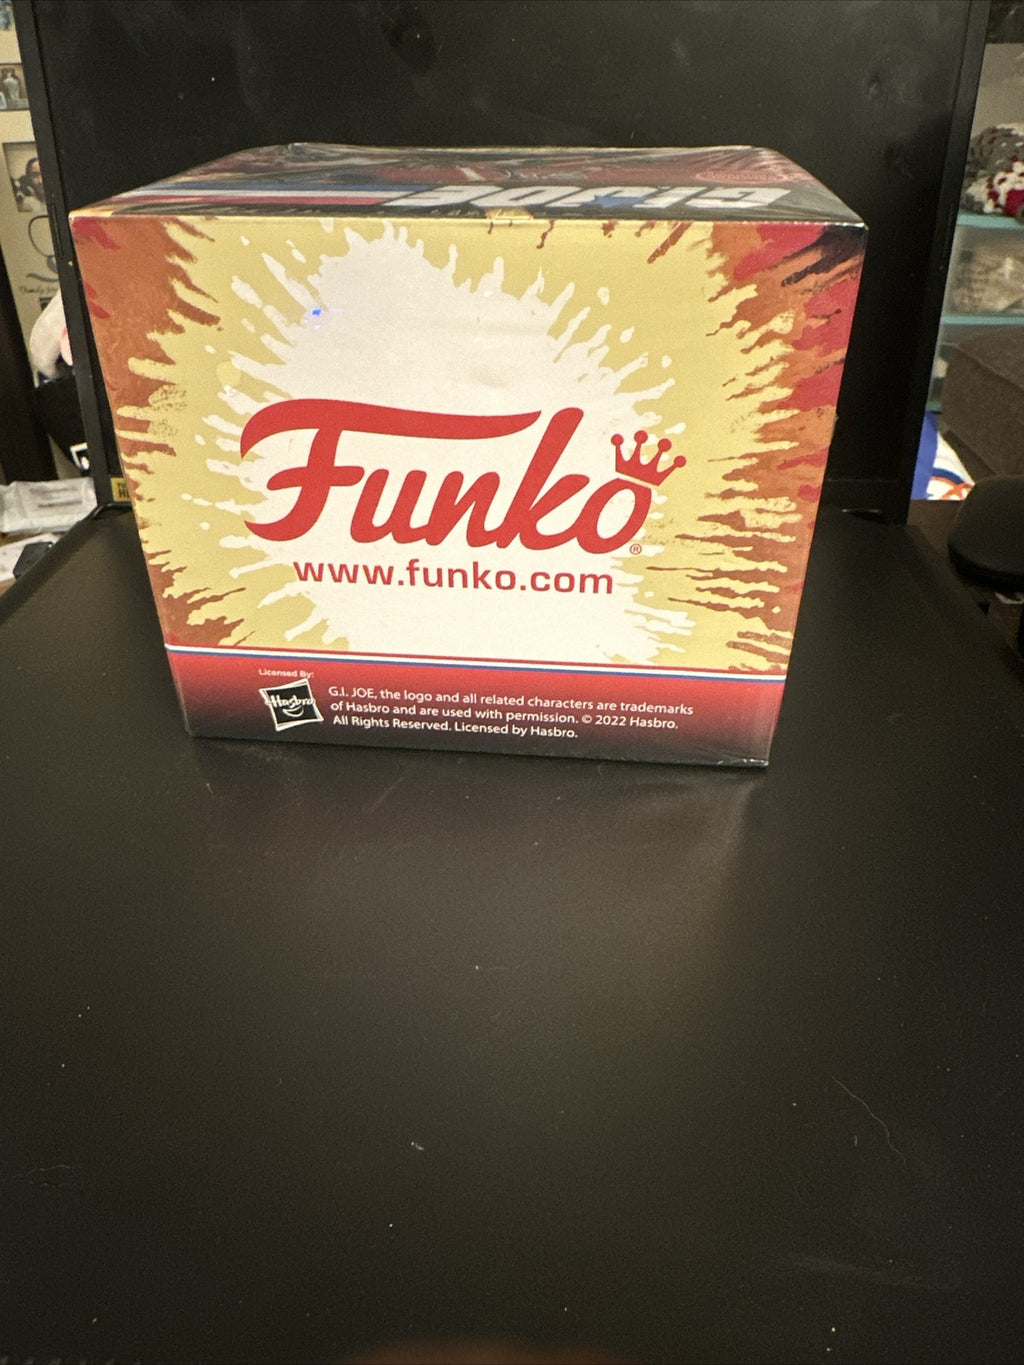 G.I. JOE
Funko®
www.funko.com
Licensed By:
Hasbro
G.I. JOE, the logo and all related characters are trademarks
of Hasbro and are used with permission. © 2022 Hasbro.
All Rights Reserved. Licensed by Hasbro.